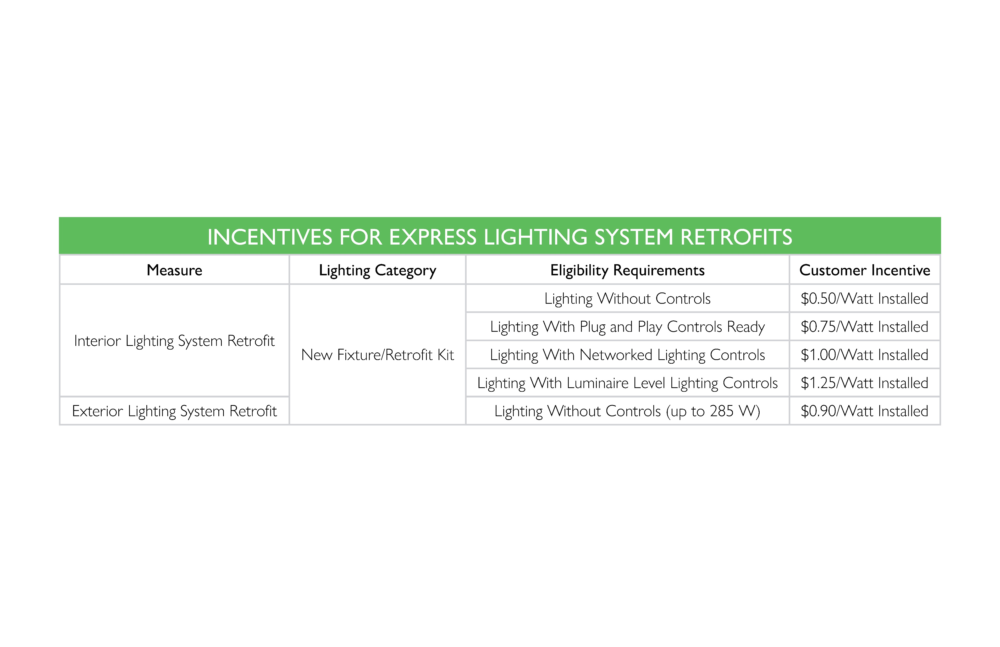 INCENTIVES FOR EXPRESS LIGHTING SYSTEM RETROFITS
Measure Lighting Category Eligibility Requirements Customer Incentive
Interior Lighting System Retrofit
New Fixture/Retrofit Kit
Lighting Without Controls $0.50/Watt Installed
Lighting With Plug and Play Controls Ready $0.75/Watt Installed
Lighting With Networked Lighting Controls $1.00/Watt Installed
Lighting With Luminaire Level Lighting Controls $1.25/Watt Installed
Exterior Lighting System Retrofit Lighting Without Controls (up to 285 W) $0.90/Watt Installed